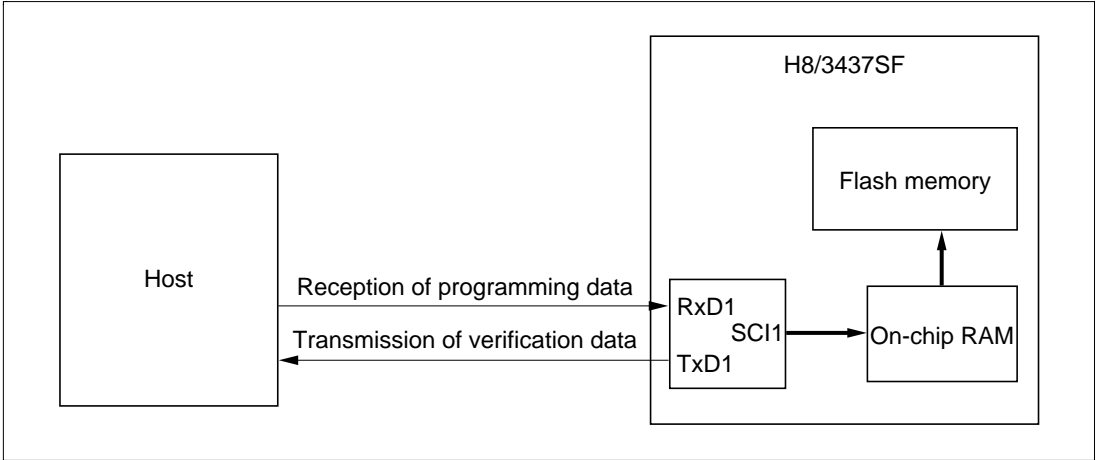 H8/3437SF
Flash memory
Host
Reception of programming data
RxD1
SCI1
On-chip RAM
Transmission of verification data
TxD1